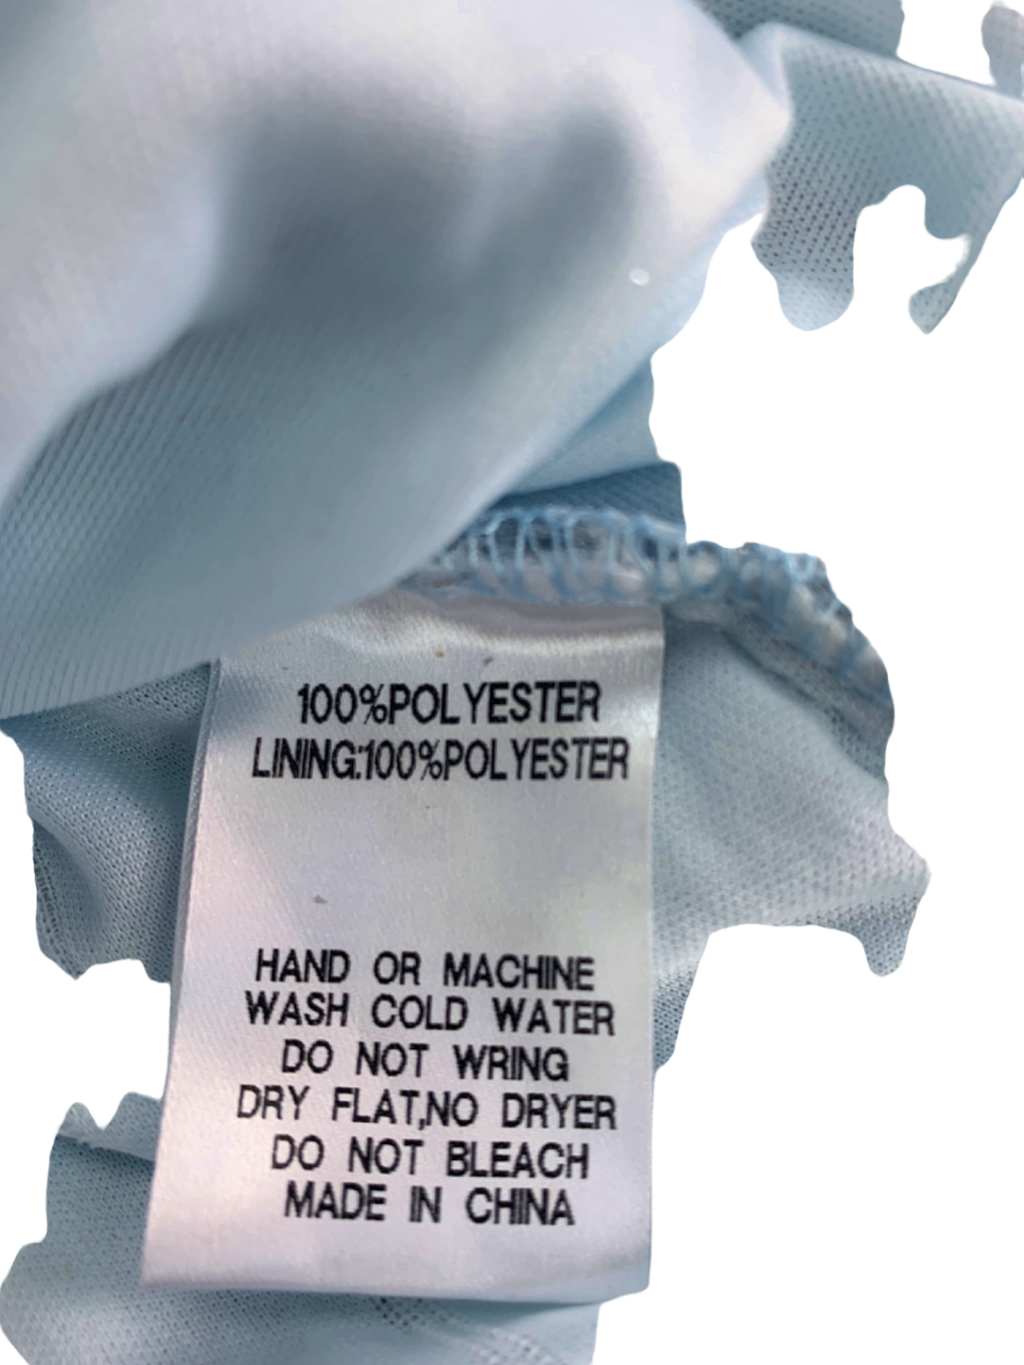 100%POLYESTER
LINING:100%POLYESTER
HAND OR MACHINE
WASH COLD WATER
DO NOT WRING
DRY FLAT,NO DRYER
DO NOT BLEACH
MADE IN CHINA